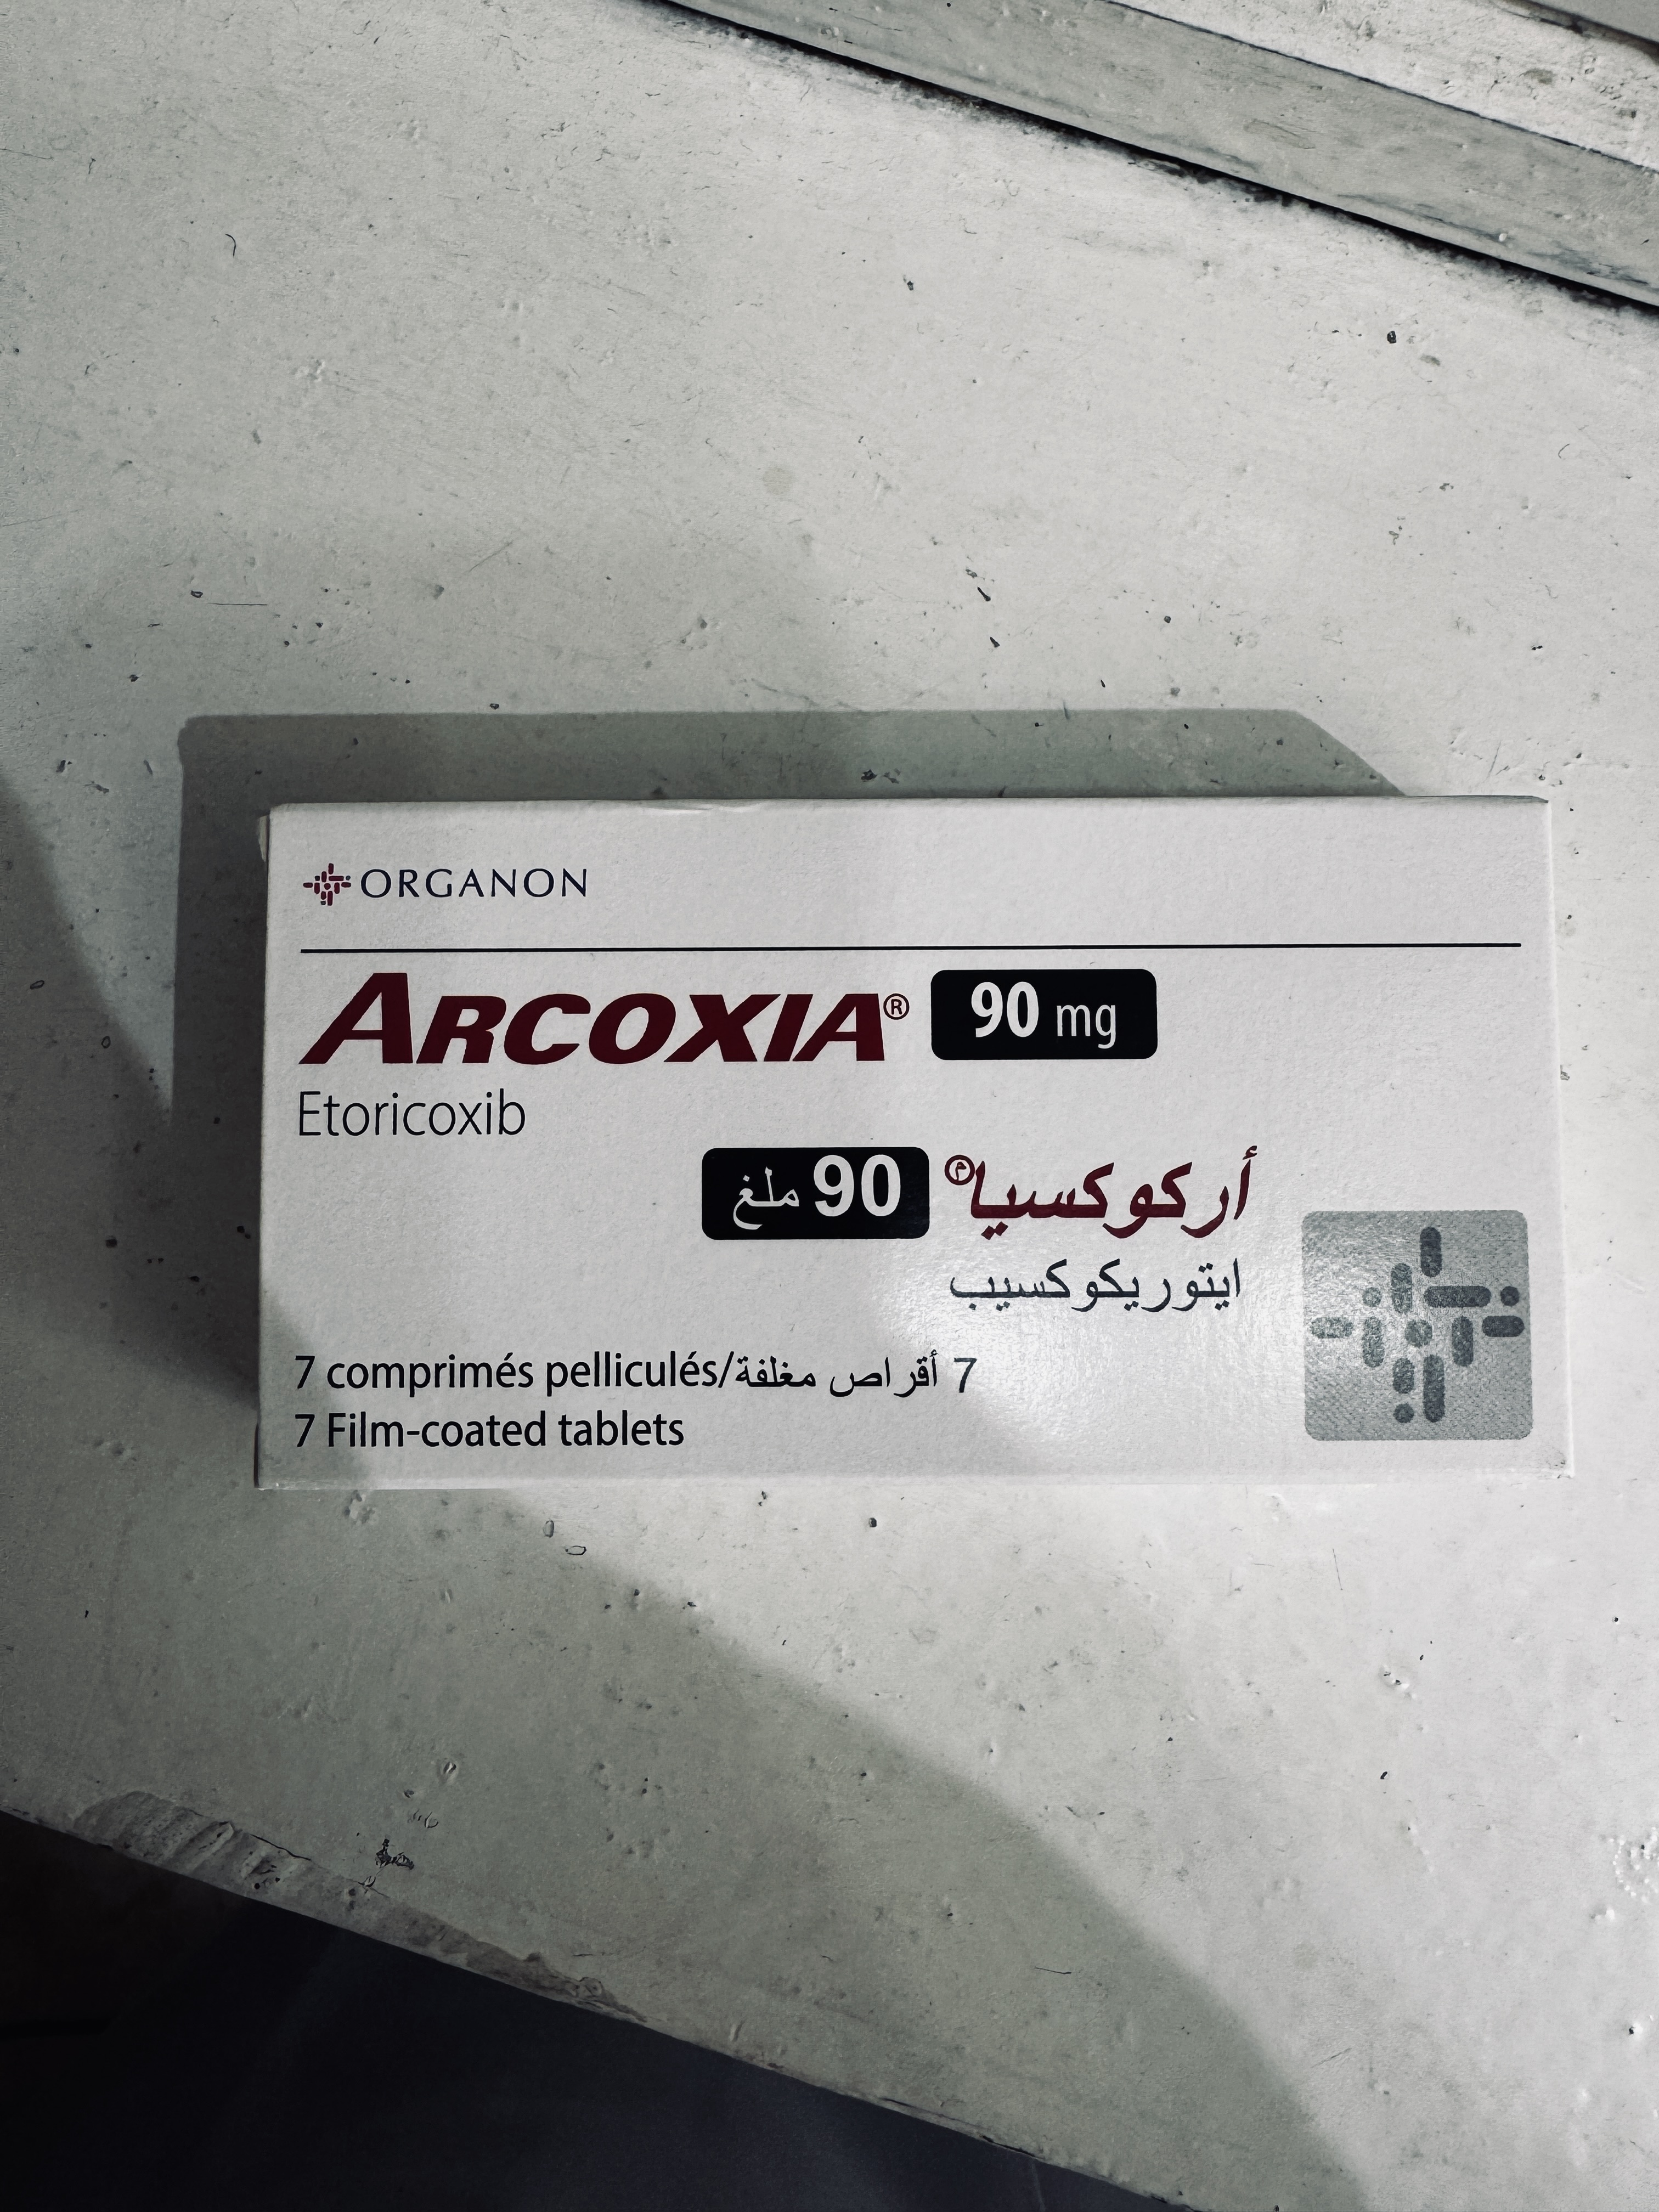 ORGANON
ARCOXIA® 90 mg
Etoricoxib
أركوكسيا® 90 ملغ
ايتوريكوكسيب
7 comprimés pelliculés/7 أقراص مغلفة
7 Film-coated tablets